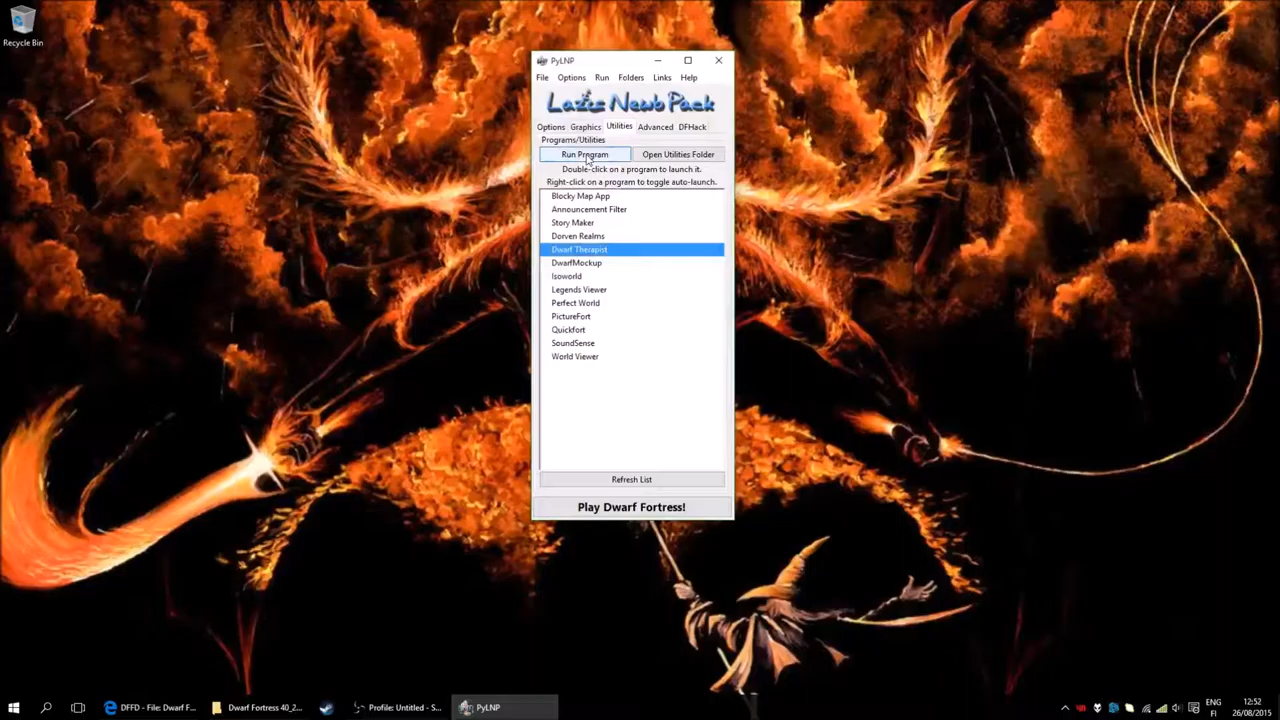 Recycle Bin
PyLNP
File Options Run Folders Links Help
Lazy Newb Pack
Options Graphics Utilities Advanced DFHack
Programs/Utilities
Run Program Open Utilities Folder
Double-click on a program to launch it.
Right-click on a program to toggle auto-launch.
Blocky Map App
Announcement Filter
Story Maker
Dorven Realms
Dwarf Therapist
DwarfMockup
Isoworld
Legends Viewer
Perfect World
PictureFort
Quickfort
SoundSense
World Viewer
Refresh List
Play Dwarf Fortress!
DFFD - File: Dwarf F... Dwarf Fortress 40_2... Profile: Untitled - S... PyLNP
ENG 12:52
FI 26/08/2015